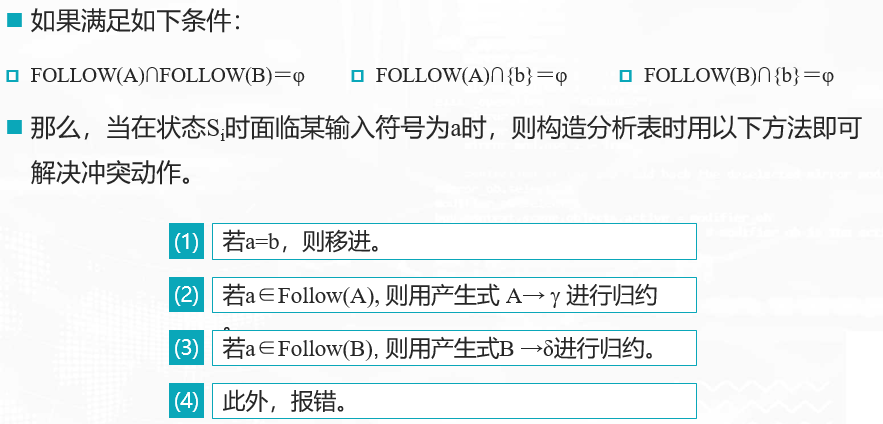 如果满足如下条件：
FOLLOW(A)∩FOLLOW(B)＝φ FOLLOW(A)∩{b}＝φ FOLLOW(B)∩{b}＝φ
那么，当在状态Si时面临某输入符号为a时，则构造分析表时用以下方法即可
解决冲突动作。
(1) 若a=b，则移进。
(2) 若a∈Follow(A), 则用产生式 A→ γ 进行归约
。
(3) 若a∈Follow(B), 则用产生式B →δ进行归约。
(4) 此外，报错。